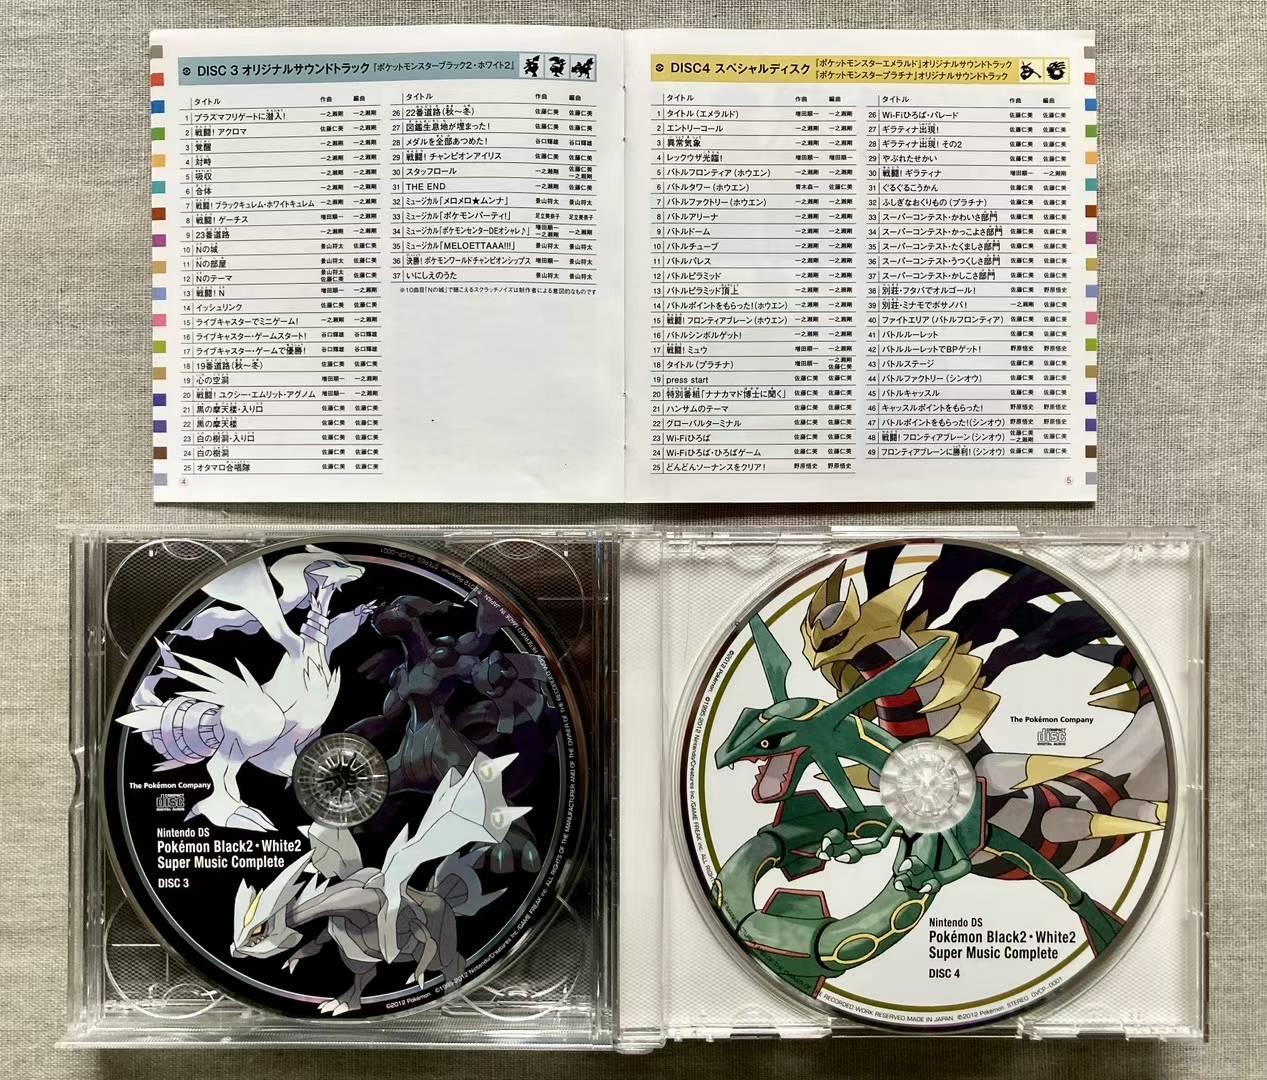 DISC 3 オリジナルサウンドトラック 『ポケットモンスターブラック2・ホワイト2』
タイトル 作曲 編曲
1 プラズマフリゲートに潜入! 一之瀬剛 一之瀬剛
2 戦闘!アクロマ 佐藤仁美 佐藤仁美
3 覚醒 一之瀬剛 一之瀬剛
4 対峙 一之瀬剛 一之瀬剛
5 吸収 一之瀬剛 一之瀬剛
6 合体 一之瀬剛 佐藤仁美
7 戦闘!ブラックキュレム・ホワイトキュレム 一之瀬剛 一之瀬剛
8 戦闘!ゲーチス 増田順一 一之瀬剛
9 23番道路 一之瀬剛 一之瀬剛
10 Nの城 景山将太 佐藤仁美
11 Nの部屋 景山将太 佐藤仁美
12 Nのテーマ 景山将太 佐藤仁美 佐藤仁美
13 戦闘!N 増田順一 一之瀬剛
14 イッシュリンク 佐藤仁美 佐藤仁美
15 ライブキャスターでミニゲーム! 一之瀬剛 一之瀬剛
16 ライブキャスター・ゲームスタート! 谷口輝雄 谷口輝雄
17 ライブキャスター・ゲームで優勝! 谷口輝雄 谷口輝雄
18 19番道路(秋〜冬) 佐藤仁美 佐藤仁美
19 心の空洞 増田順一 一之瀬剛
20 戦闘!ユクシー・エムリット・アグノム 増田順一 一之瀬剛
21 黒の摩天楼・入り口 佐藤仁美 佐藤仁美
22 黒の摩天楼 佐藤仁美 佐藤仁美
23 白の樹洞・入り口 佐藤仁美 佐藤仁美
24 白の樹洞 佐藤仁美 佐藤仁美
25 オタマロ合唱隊 佐藤仁美 佐藤仁美
タイトル 作曲 編曲
26 22番道路(秋〜冬) 佐藤仁美 佐藤仁美
27 図鑑生息地が埋まった! 佐藤仁美 佐藤仁美
28 メダルを全部あつめた! 谷口輝雄 谷口輝雄
29 戦闘!チャンピオンアイリス 佐藤仁美 佐藤仁美
30 スタッフロール 一之瀬剛 佐藤仁美 一之瀬剛
31 THE END 一之瀬剛 佐藤仁美
32 ミュージカル「メロメロ★ムンナ」 景山将太 景山将太
33 ミュージカル「ポケモンパーティ!」 足立美奈子 足立美奈子
34 ミュージカル「ポケモンセンターDEオシャレ♪」 増田順一 一之瀬剛 一之瀬剛
35 ミュージカル「MELOETTAAA!!!」 景山将太 景山将太
36 決勝!ポケモンワールドチャンピオンシップス 増田順一 景山将太
37 いにしえのうた 景山将太 景山将太
※10曲目「Nの城」で聴こえるスクラッチノイズは制作者による意図的なものです
4
DISC4 スペシャルディスク 『ポケットモンスターエメラルド』オリジナルサウンドトラック
『ポケットモンスタープラチナ』オリジナルサウンドトラック
タイトル 作曲 編曲
1 タイトル(エメラルド) 増田順一 一之瀬剛
2 エントリーコール 一之瀬剛 一之瀬剛
3 異常気象 一之瀬剛 一之瀬剛
4 レックウザ光臨! 増田順一 増田順一
5 バトルフロンティア(ホウエン) 一之瀬剛 一之瀬剛
6 バトルタワー(ホウエン) 青木森一 佐藤仁美
7 バトルファクトリー(ホウエン) 一之瀬剛 一之瀬剛
8 バトルアリーナ 一之瀬剛 一之瀬剛
9 バトルドーム 一之瀬剛 一之瀬剛
10 バトルチューブ 一之瀬剛 一之瀬剛
11 バトルパレス 一之瀬剛 一之瀬剛
12 バトルピラミッド 一之瀬剛 一之瀬剛
13 バトルピラミッド頂上 一之瀬剛 一之瀬剛
14 バトルポイントをもらった!(ホウエン) 一之瀬剛 一之瀬剛
15 戦闘!フロンティアブレーン(ホウエン) 一之瀬剛 一之瀬剛
16 バトルシンボルゲット! 一之瀬剛 一之瀬剛
17 戦闘!ミュウ 一之瀬剛 一之瀬剛
18 タイトル(プラチナ) 増田順一 一之瀬剛 佐藤仁美
19 press start 増田順一 佐藤仁美
20 特別番組「ナナカマド博士に聞く」 佐藤仁美 佐藤仁美
21 ハンサムのテーマ 佐藤仁美 佐藤仁美
22 グローバルターミナル 佐藤仁美 佐藤仁美
23 Wi-Fiひろば 佐藤仁美 佐藤仁美
24 Wi-Fiひろば・ひろばゲーム 佐藤仁美 佐藤仁美
25 どんどんソーナンスをクリア! 野原悟史 野原悟史
タイトル 作曲 編曲
26 Wi-Fiひろば・パレード 佐藤仁美 佐藤仁美
27 ギラティナ出現! 佐藤仁美 佐藤仁美
28 ギラティナ出現! その2 佐藤仁美 佐藤仁美
29 やぶれたせかい 佐藤仁美 佐藤仁美
30 戦闘!ギラティナ 増田順一 一之瀬剛
31 ぐるぐるこうかん 佐藤仁美 佐藤仁美
32 ふしぎなおくりもの(プラチナ) 佐藤仁美 佐藤仁美
33 スーパーコンテスト・かわいさ部門 佐藤仁美 佐藤仁美
34 スーパーコンテスト・かっこよさ部門 佐藤仁美 佐藤仁美
35 スーパーコンテスト・たくましさ部門 佐藤仁美 佐藤仁美
36 スーパーコンテスト・うつくしさ部門 佐藤仁美 佐藤仁美
37 スーパーコンテスト・かしこさ部門 佐藤仁美 佐藤仁美
38 別荘・フタバでオルゴール! 佐藤仁美 野原悟史
39 別荘・ミナモでボサノバ! 一之瀬剛 佐藤仁美
40 ファイトエリア(バトルフロンティア) 佐藤仁美 佐藤仁美
41 バトルルーレット 佐藤仁美 佐藤仁美
42 バトルルーレットでBPゲット! 野原悟史 野原悟史
43 バトルステージ 佐藤仁美 佐藤仁美
44 バトルファクトリー(シンオウ) 佐藤仁美 佐藤仁美
45 バトルキャッスル 佐藤仁美 佐藤仁美
46 キャッスルポイントをもらった! 野原悟史 野原悟史
47 バトルポイントをもらった!(シンオウ) 野原悟史 野原悟史
48 戦闘!フロンティアブレーン(シンオウ) 佐藤仁美 一之瀬剛 佐藤仁美
49 フロンティアブレーンに勝利!(シンオウ) 佐藤仁美 佐藤仁美
5
The Pokémon Company
COMPACT
disc
DIGITAL AUDIO
Nintendo DS
Pokémon Black2・White2
Super Music Complete
DISC 3
©2012 Pokémon ©1995-2012 Nintendo/Creatures inc./GAME FREAK inc. ALL RIGHTS OF THE MANUFACTURER AND OF THE OWNER OF THE RECORDED WORK RESERVED MADE IN JAPAN ℗2012 Pokémon STEREO OVCP-0001
The Pokémon Company
COMPACT
disc
DIGITAL AUDIO
Nintendo DS
Pokémon Black2・White2
Super Music Complete
DISC 4
©2012 Pokémon ©1995-2012 Nintendo/Creatures inc./GAME FREAK inc. ALL RIGHTS
RECORDED WORK RESERVED MADE IN JAPAN ℗2012 Pokémon STEREO OVCP-0001